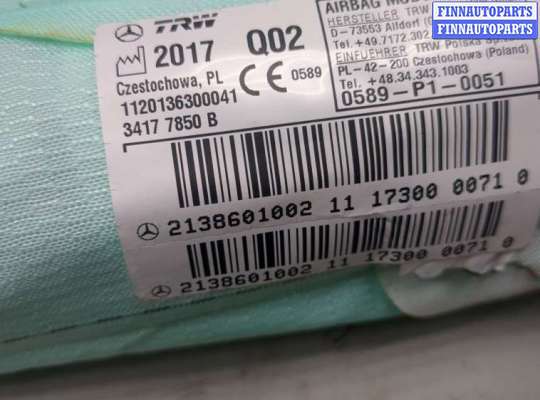 TRW
2017 Q02
Czestochowa, PL
0589
1120136300041
3417 7850 B
AIRBAG
HERSTELLER TRW
D-73553 Alldorf
Tel. +49.7172.302
EINFUEHRER TRW Polska
PL-42-200 Czestochowa (Poland)
Tel. +48.34.343.1003
0589-P1-0051
2138601002 11 17300 0071 0
2138601002 11 17300 0071 0
FINNAUTOPARTS
FINNAUTOPARTS